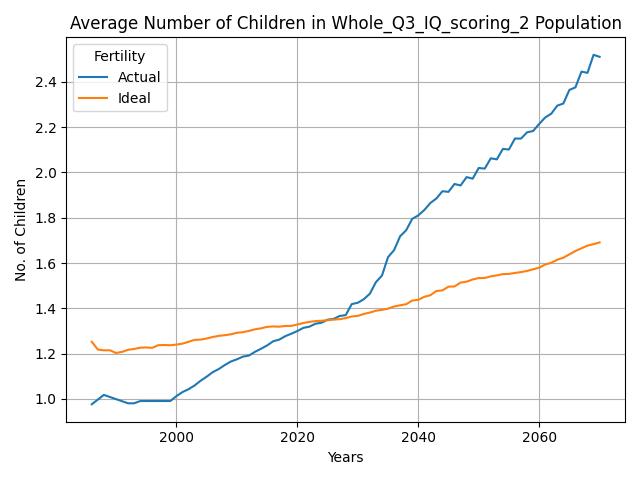 Average Number of Children in Whole_Q3_IQ_scoring_2 Population
Fertility
Actual
Ideal
No. of Children
2.4
2.2
2.0
1.8
1.6
1.4
1.2
1.0
2000 2020 2040 2060
Years